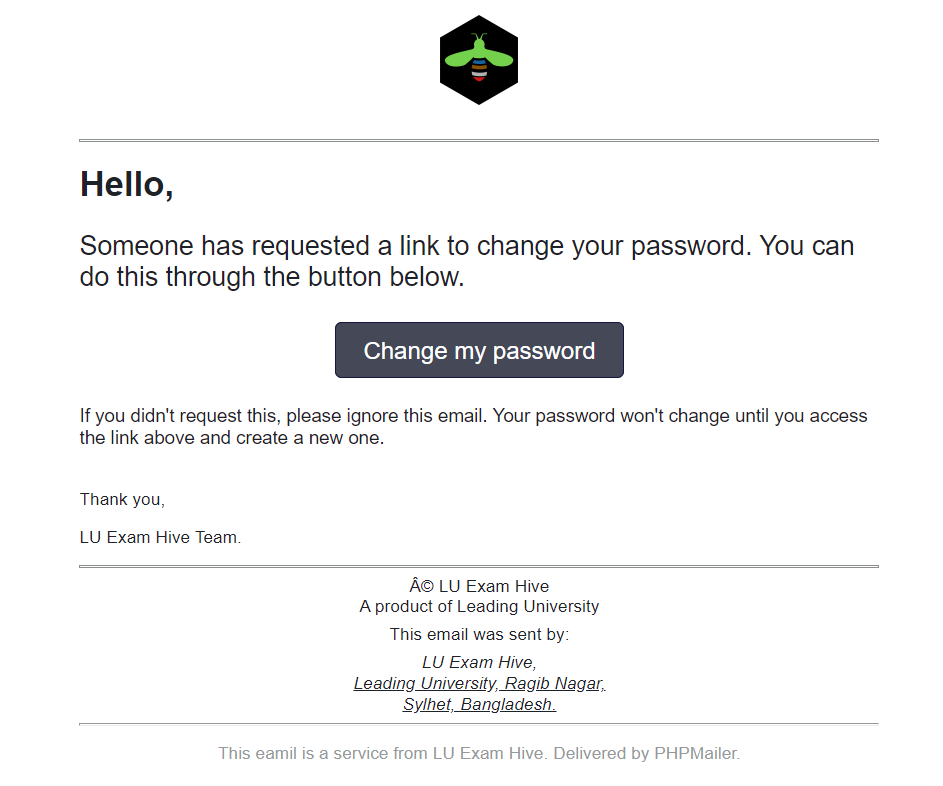 Hello,
Someone has requested a link to change your password. You can
do this through the button below.
Change my password
If you didn't request this, please ignore this email. Your password won't change until you access
the link above and create a new one.
Thank you,
LU Exam Hive Team.
Â© LU Exam Hive
A product of Leading University
This email was sent by:
LU Exam Hive,
Leading University, Ragib Nagar,
Sylhet, Bangladesh.
This eamil is a service from LU Exam Hive. Delivered by PHPMailer.